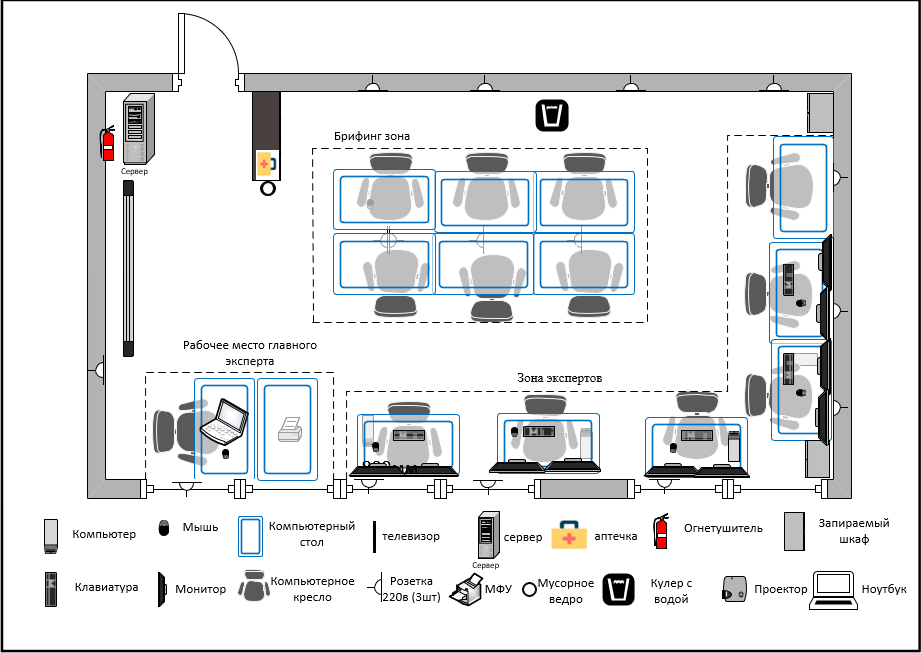 Брифинг зона
Сервер
Рабочее место главного
эксперта
Зона экспертов
Компьютер
Мышь
Компьютерный
стол
телевизор
сервер
Сервер
аптечка
Огнетушитель
Запираемый
шкаф
Клавиатура
Монитор
Компьютерное
кресло
Розетка
220в (3шт)
МФУ
Мусорное
ведро
Кулер с
водой
Проектор
Ноутбук